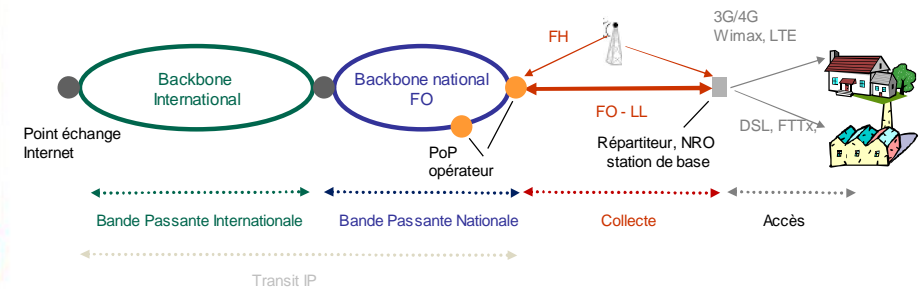 3G/4G
Wimax, LTE
FH
Backbone
International
Backbone national
FO
FO - LL
DSL, FTTx,
Point échange
Internet
PoP
opérateur
Répartiteur, NRO
station de base
Bande Passante Internationale
Bande Passante Nationale
Collecte
Accès
Transit IP